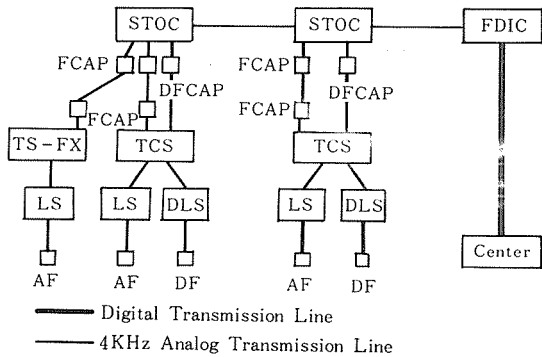 STOC STOC FDIC
FCAP FCAP
DFCAP DFCAP
FCAP FCAP
TS-FX TCS TCS
LS LS DLS LS DLS
Center
AF AF DF AF DF
Digital Transmission Line
4KHz Analog Transmission Line